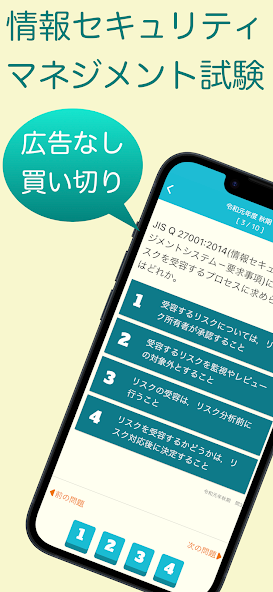 情報セキュリティ
マネジメント試験
広告なし
買い切り
令和元年度 秋期
[ 3 / 10 ]
JIS Q 27001:2014(情報セキュ
ジメントシステム−要求事項)に
スクを受容するプロセスに求め
はどれか。
1 受容するリスクについては、リ
ク所有者が承認すること
2 受容するリスクを監視やレビュー
の対象外とすること
3 リスクの受容は、リスク分析前に
行うこと
4 リスクを受容するかどうかは、リ
スク対応後に決定すること
令和元年秋期
前の問題
次の問題
1
2
3
4